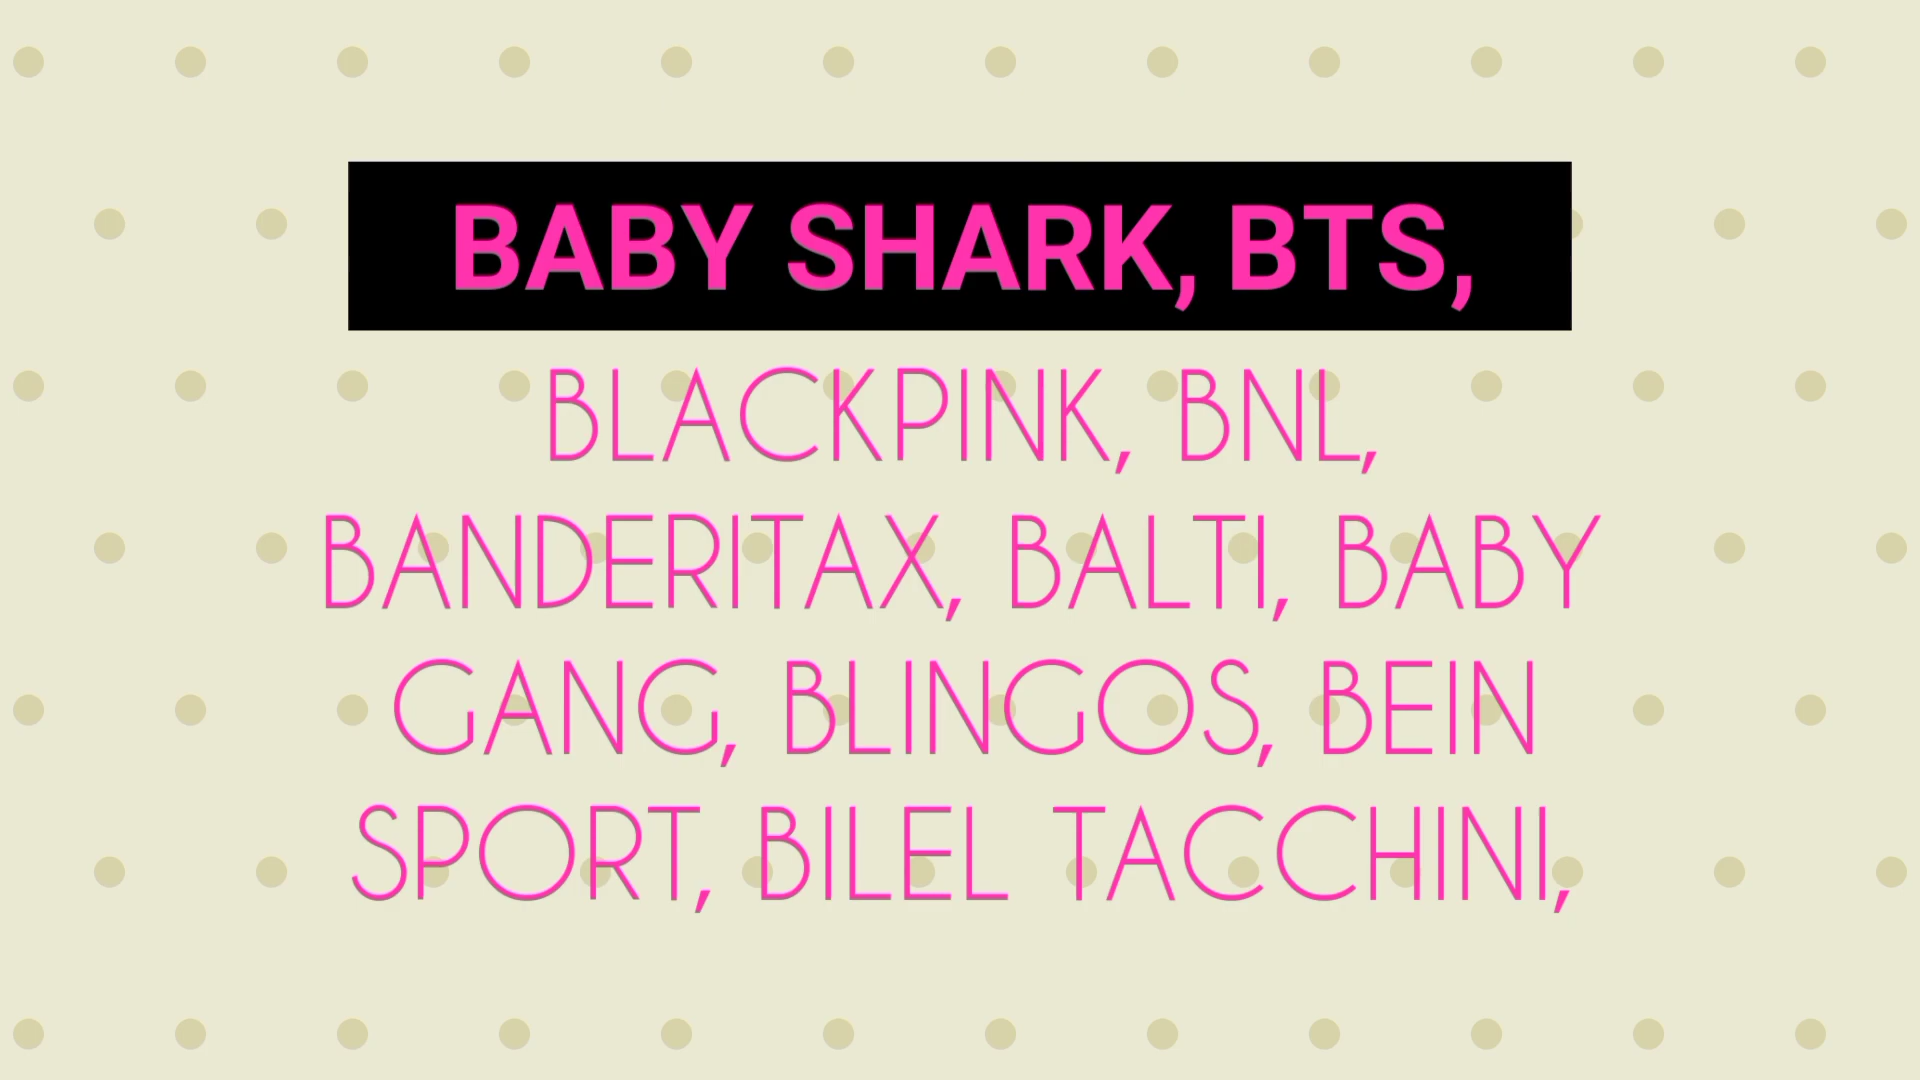 BABY SHARK, BTS,
BLACKPINK, BNL,
BANDERITAX, BALTI, BABY
GANG, BLINGOS, BEIN
SPORT, BILEL TACCHINI,